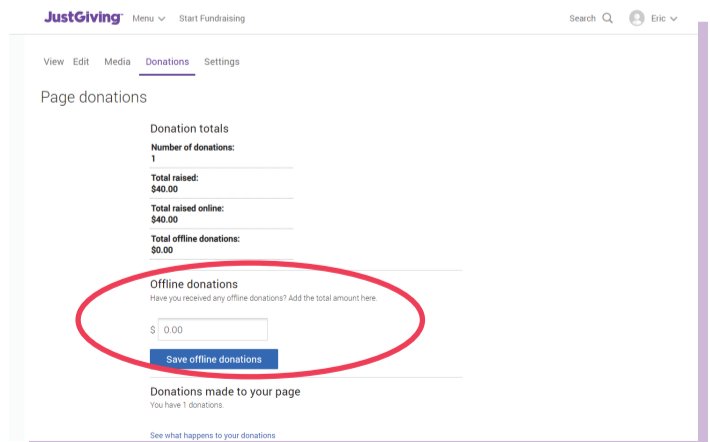 JustGiving™ Menu Start Fundraising Search Eric
View Edit Media Donations Settings
Page donations
Donation totals
Number of donations:
1
Total raised:
$40.00
Total raised online:
$40.00
Total offline donations:
$0.00
Offline donations
Have you received any offline donations? Add the total amount here.
$ 0.00
Save offline donations
Donations made to your page
You have 1 donations.
See what happens to your donations